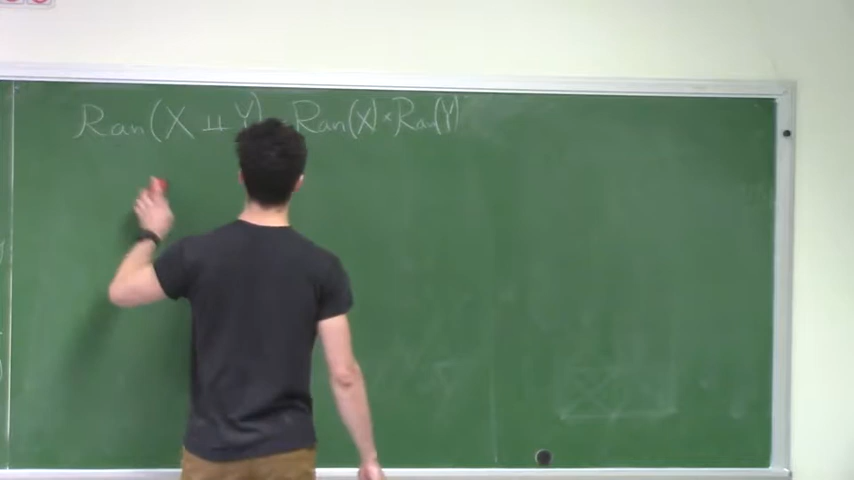 Ran(X ⊔ Y) Ran(X) × Ran(Y)